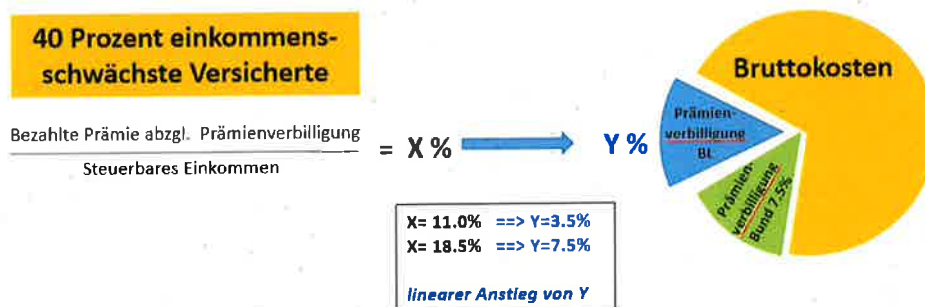 40 Prozent einkommens-
schwächste Versicherte
Bezahlte Prämie abzgl. Prämienverbilligung
Steuerbares Einkommen
= X %
Y %
Prämien-
verbilligung
BL
Prämien-
verbilligung
Bund 7.5%
Bruttokosten
X= 11.0% ==> Y=3.5%
X= 18.5% ==> Y=7.5%
linearer Anstieg von Y